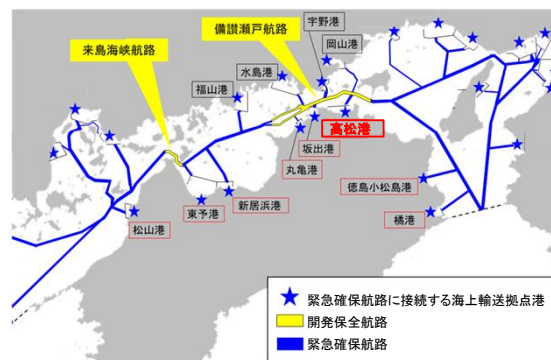 宇野港
備讃瀬戸航路
岡山港
来島海峡航路
水島港
福山港
高松港
坂出港
丸亀港
徳島小松島港
新居浜港
東予港
橘港
松山港
緊急確保航路に接続する海上輸送拠点港
開発保全航路
緊急確保航路